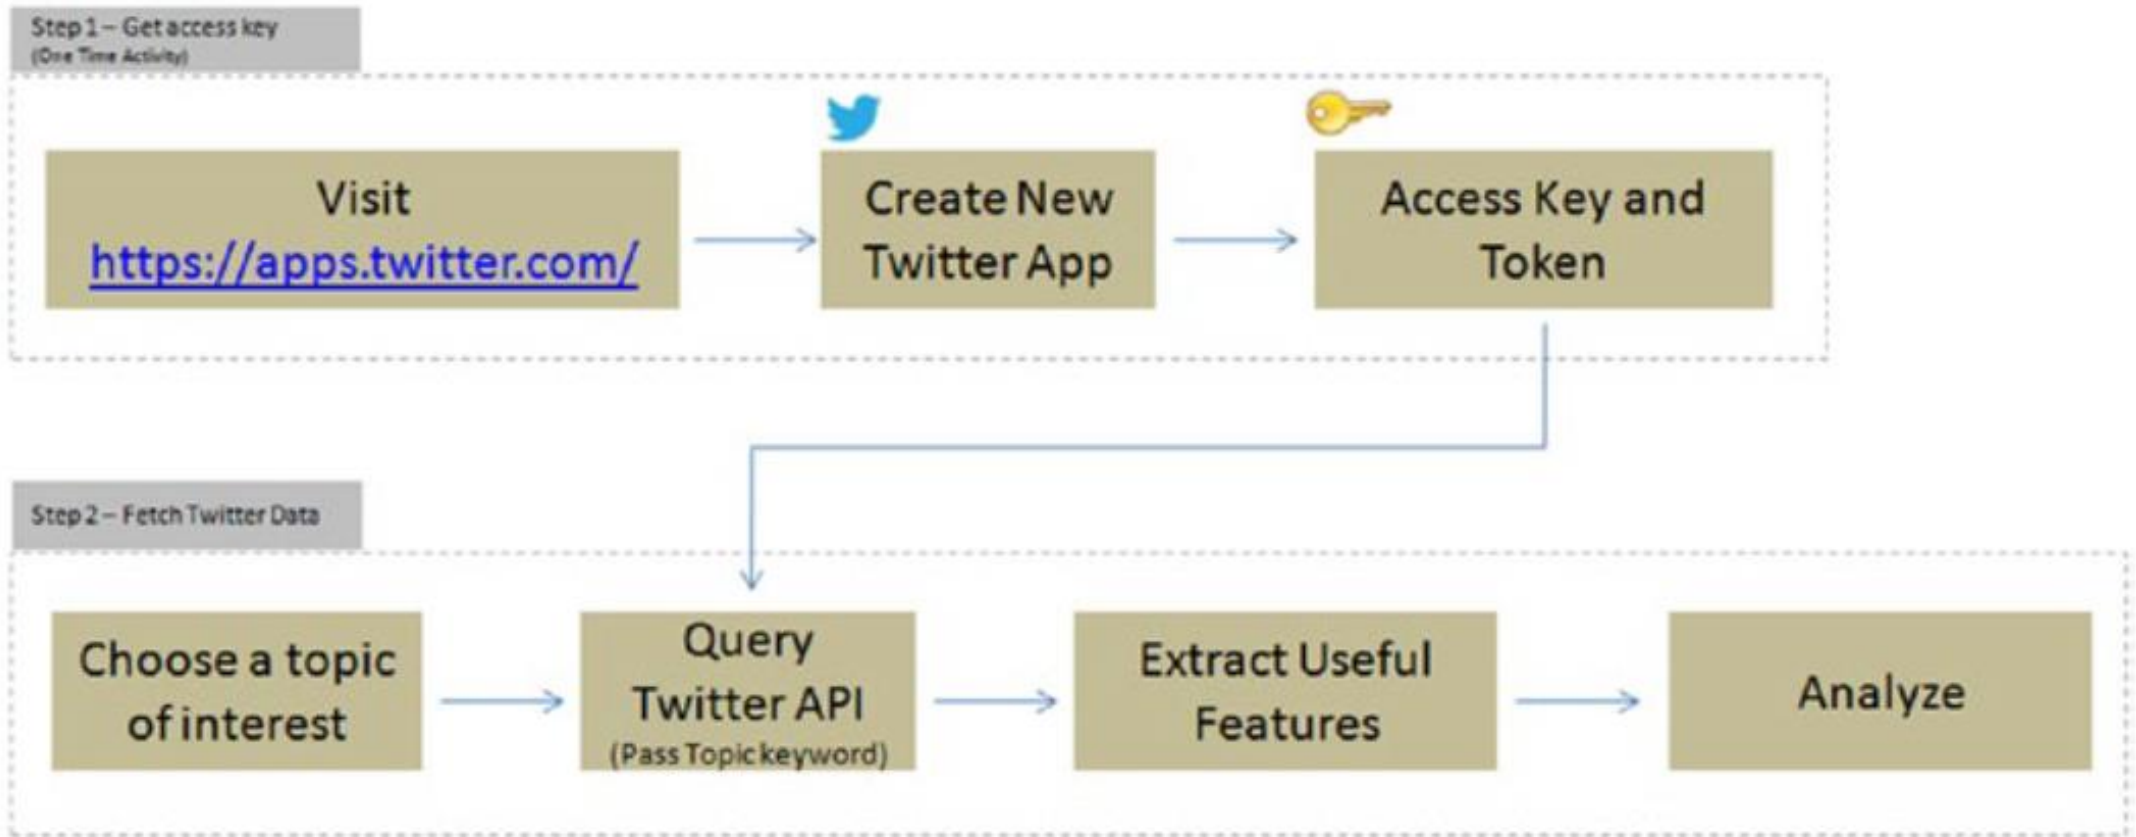 Step 1 – Get access key
(One Time Activity)
Visit
https://apps.twitter.com/
Create New
Twitter App
Access Key and
Token
Step 2 – Fetch Twitter Data
Choose a topic
of interest
Query
Twitter API
(Pass Topic keyword)
Extract Useful
Features
Analyze